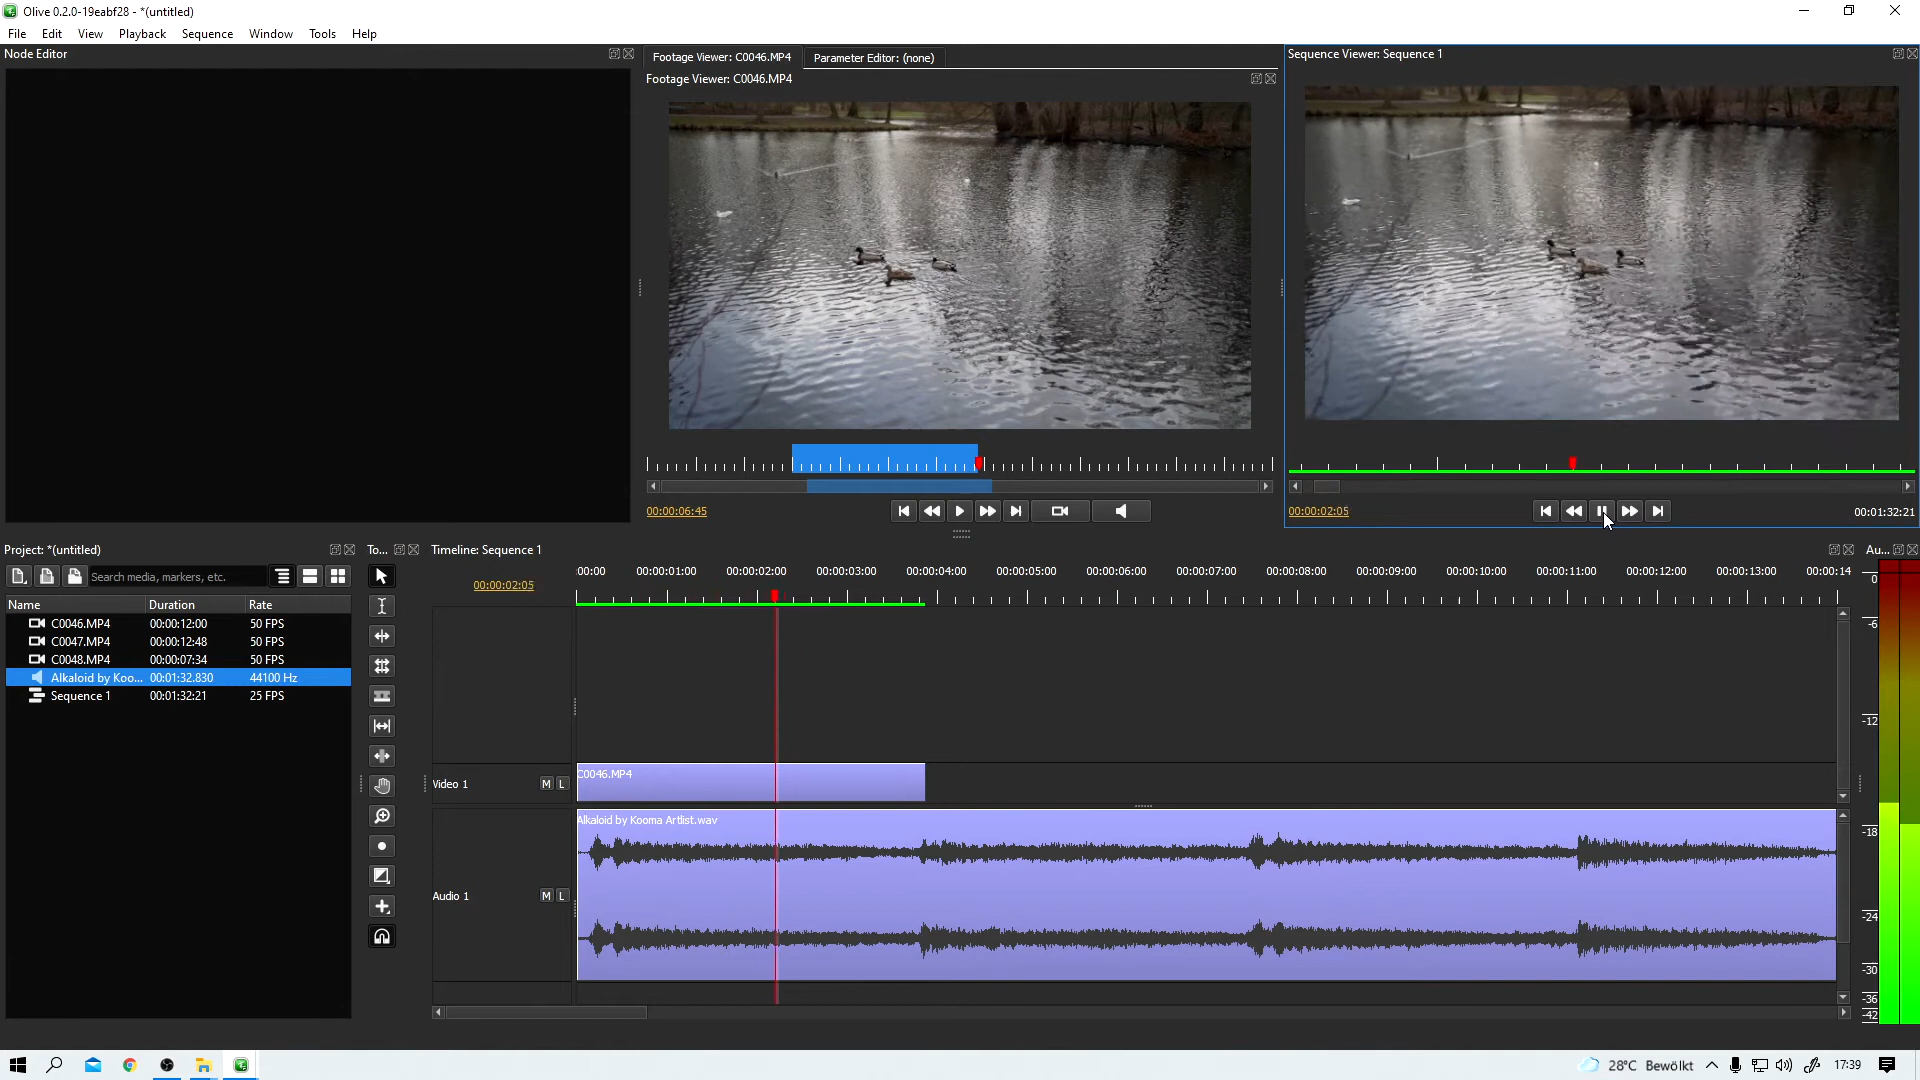 Olive 0.2.0-19eabf28 - *(untitled)
File Edit View Playback Sequence Window Tools Help
Node Editor
Footage Viewer: C0046.MP4 Parameter Editor: (none)
Footage Viewer: C0046.MP4
Sequence Viewer: Sequence 1
00:00:06:45
00:00:02:05
00:01:32:21
Project: *(untitled)
Search media, markers, etc.
Name Duration Rate
C0046.MP4 00:00:12:00 50 FPS
C0047.MP4 00:00:12:48 50 FPS
C0048.MP4 00:00:07:34 50 FPS
Alkaloid by Koo... 00:01:32.830 44100 Hz
Sequence 1 00:01:32:21 25 FPS
To...
Timeline: Sequence 1
00:00:02:05
:00:00 00:00:01:00 00:00:02:00 00:00:03:00 00:00:04:00 00:00:05:00 00:00:06:00 00:00:07:00 00:00:08:00 00:00:09:00 00:00:10:00 00:00:11:00 00:00:12:00 00:00:13:00 00:00:14
Video 1 M L
C0046.MP4
Audio 1 M L
Alkaloid by Kooma Artlist.wav
Au...
0
-6
-12
-18
-24
-30
-36
-42
28°C Bewölkt
17:39